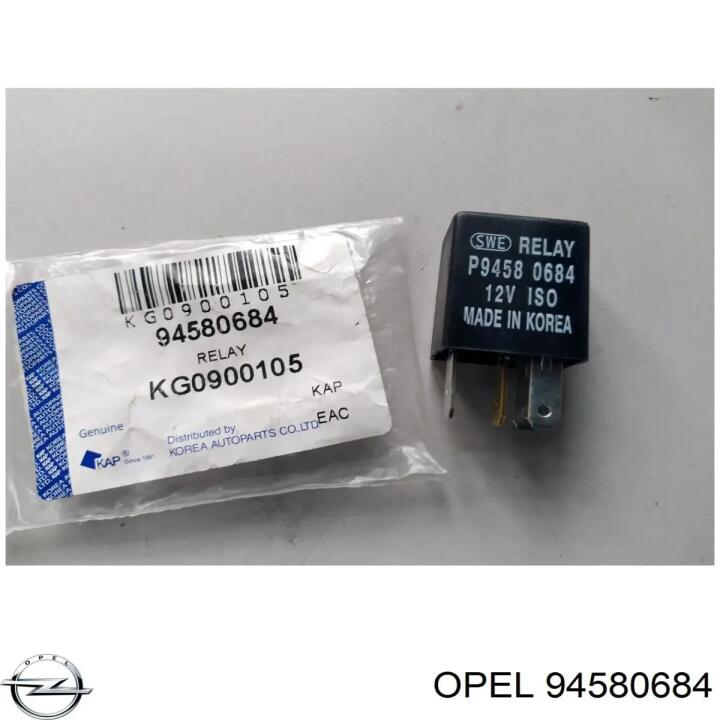 KG0900105
94580684
RELAY
KG0900105
KAP
EAC
Genuine
Distributed by
KOREA AUTOPARTS CO.,LTD
KAP® Since 1991
SWE RELAY
P9458 0684
12V ISO
MADE IN KOREA
OPEL
OPEL 94580684